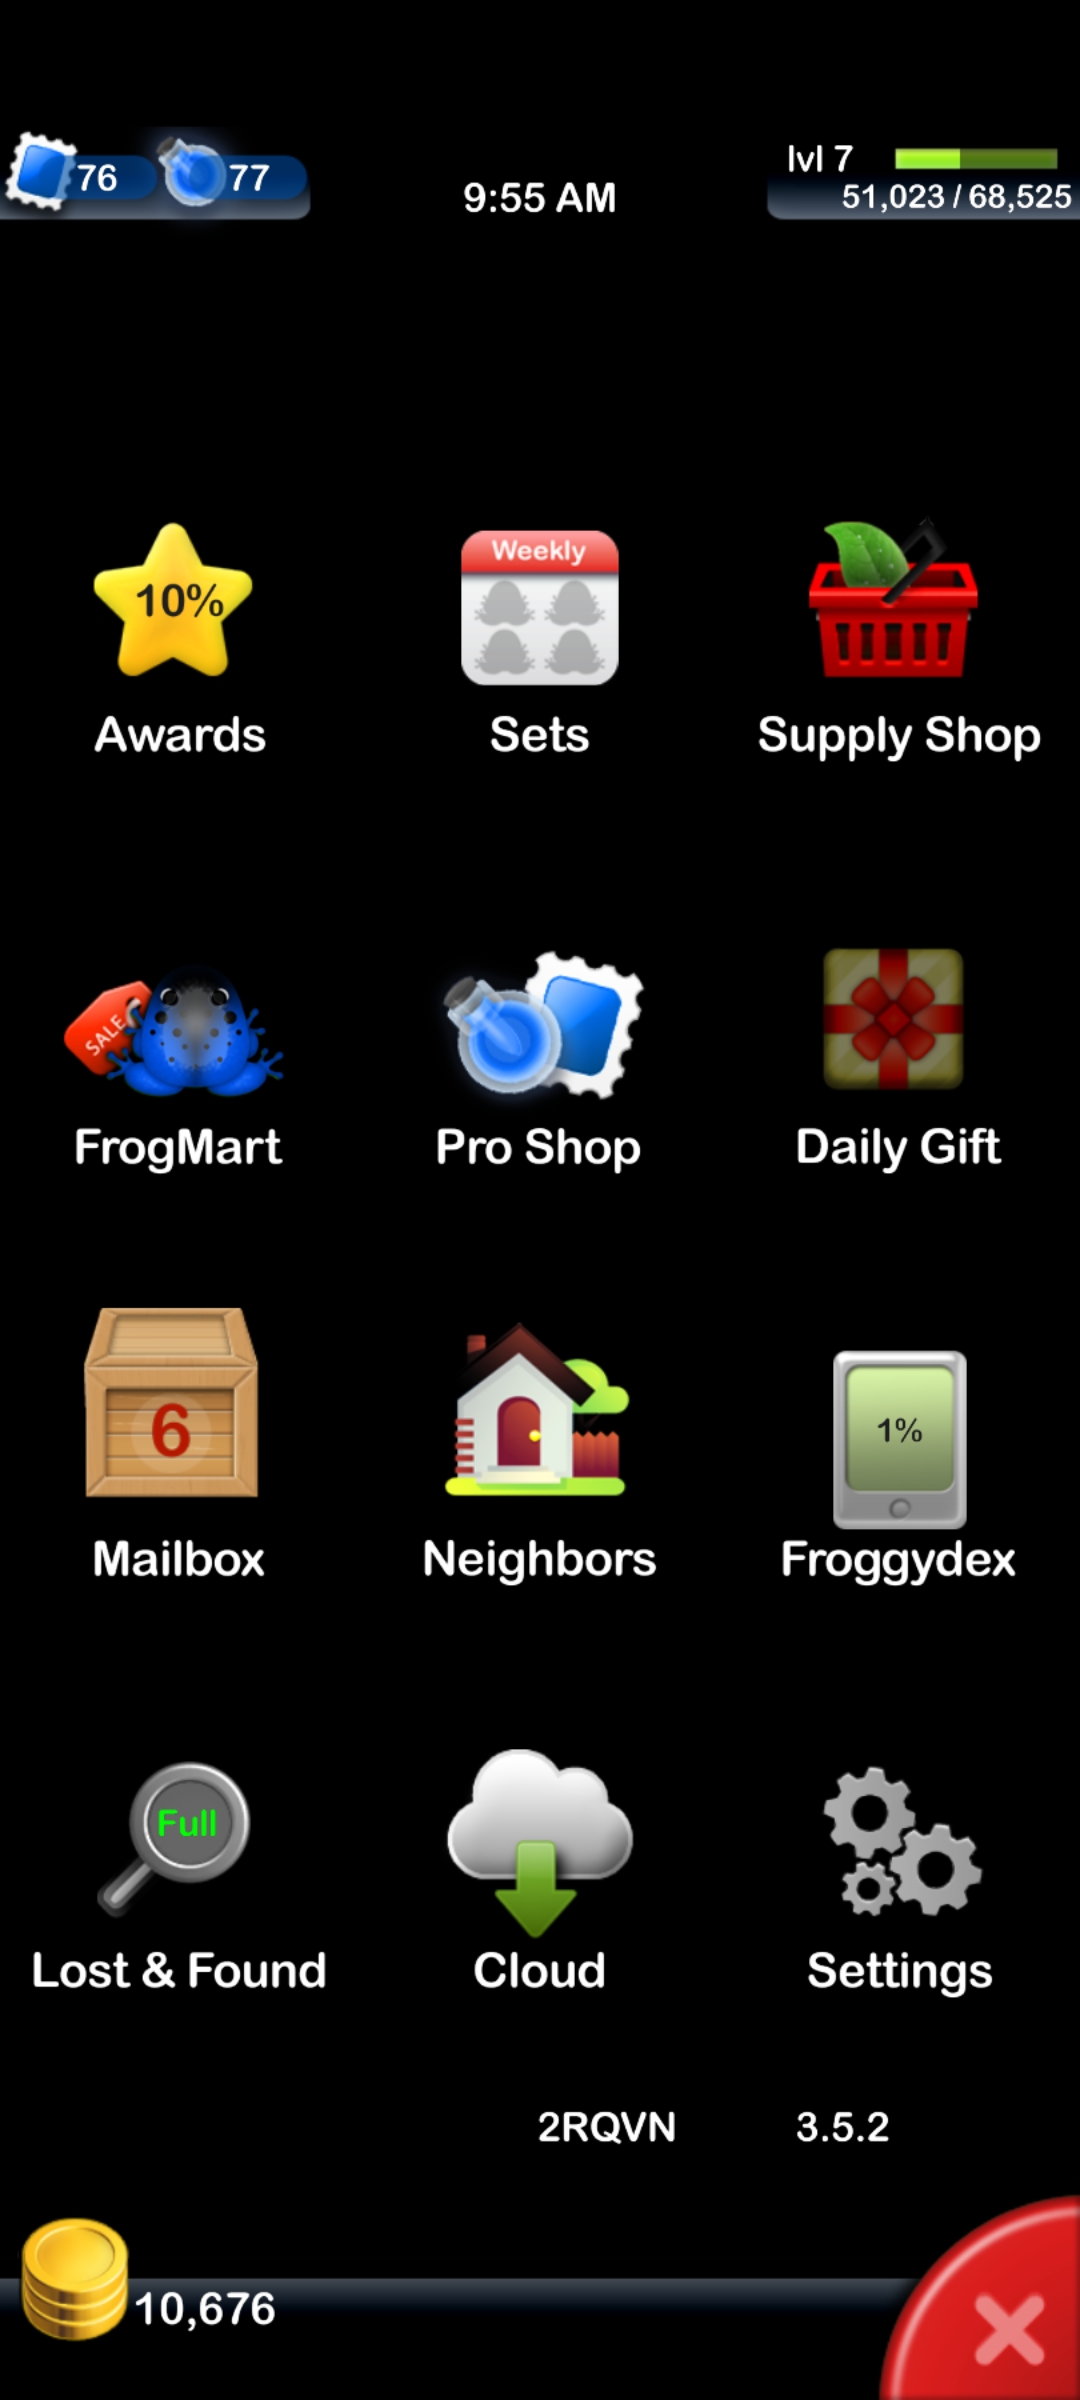 76
77
9:55 AM
lvl 7
51,023 / 68,525
10%
Weekly
Awards
Sets
Supply Shop
SALE
FrogMart
Pro Shop
Daily Gift
6
1%
Mailbox
Neighbors
Froggydex
Full
Lost & Found
Cloud
Settings
2RQVN
3.5.2
10,676